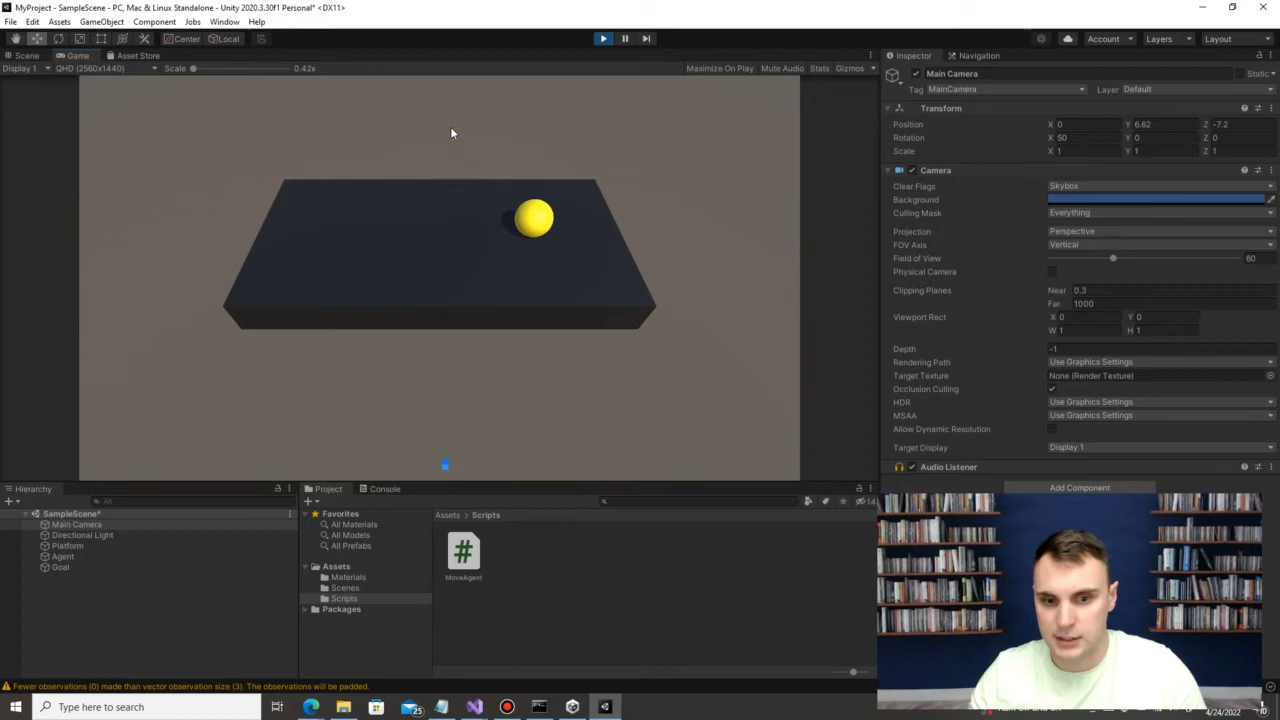 MyProject - SampleScene - PC, Mac & Linux Standalone - Unity 2020.3.30f1 Personal* <DX11>
File Edit Assets GameObject Component Jobs Window Help
Center Local Account Layers Layout
Scene Game Asset Store
Display 1 QHD (2560x1440) Scale 0.42x Maximize On Play Mute Audio Stats Gizmos
Inspector Navigation
Main Camera Static
Tag MainCamera Layer Default
Transform
Position X 0 Y 6.62 Z -7.2
Rotation X 50 Y 0 Z 0
Scale X 1 Y 1 Z 1
Camera
Clear Flags Skybox
Background
Culling Mask Everything
Projection Perspective
FOV Axis Vertical
Field of View 60
Physical Camera
Clipping Planes Near 0.3
Far 1000
Viewport Rect X 0 Y 0
W 1 H 1
Depth -1
Rendering Path Use Graphics Settings
Target Texture None (Render Texture)
Occlusion Culling
HDR Use Graphics Settings
MSAA Use Graphics Settings
Allow Dynamic Resolution
Target Display Display 1
Audio Listener
Add Component
Hierarchy
All
SampleScene*
Main Camera
Directional Light
Platform
Agent
Goal
Project Console
14
Favorites
All Materials
All Models
All Prefabs
Assets
Materials
Scenes
Scripts
Packages
Assets > Scripts
#
MoveAgent
Fewer observations (0) made than vector observation size (3). The observations will be padded.
Type here to search
25
4/24/2022